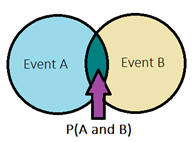 Event A
Event B
P(A and B)